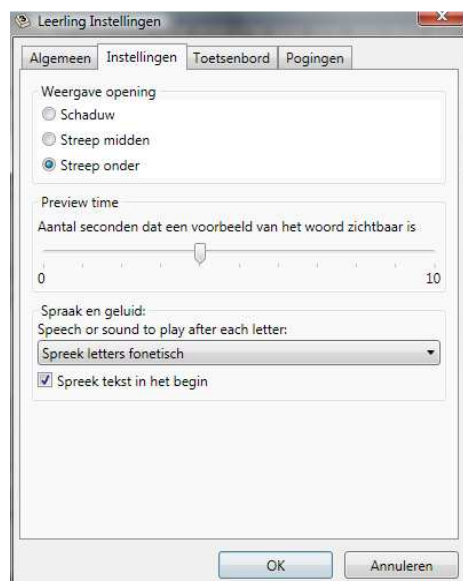 Leerling Instellingen
Algemeen Instellingen Toetsenbord Pogingen
Weergave opening
Schaduw
Streep midden
Streep onder
Preview time
Aantal seconden dat een voorbeeld van het woord zichtbaar is
0 10
Spraak en geluid:
Speech or sound to play after each letter:
Spreek letters fonetisch
Spreek tekst in het begin
OK Annuleren